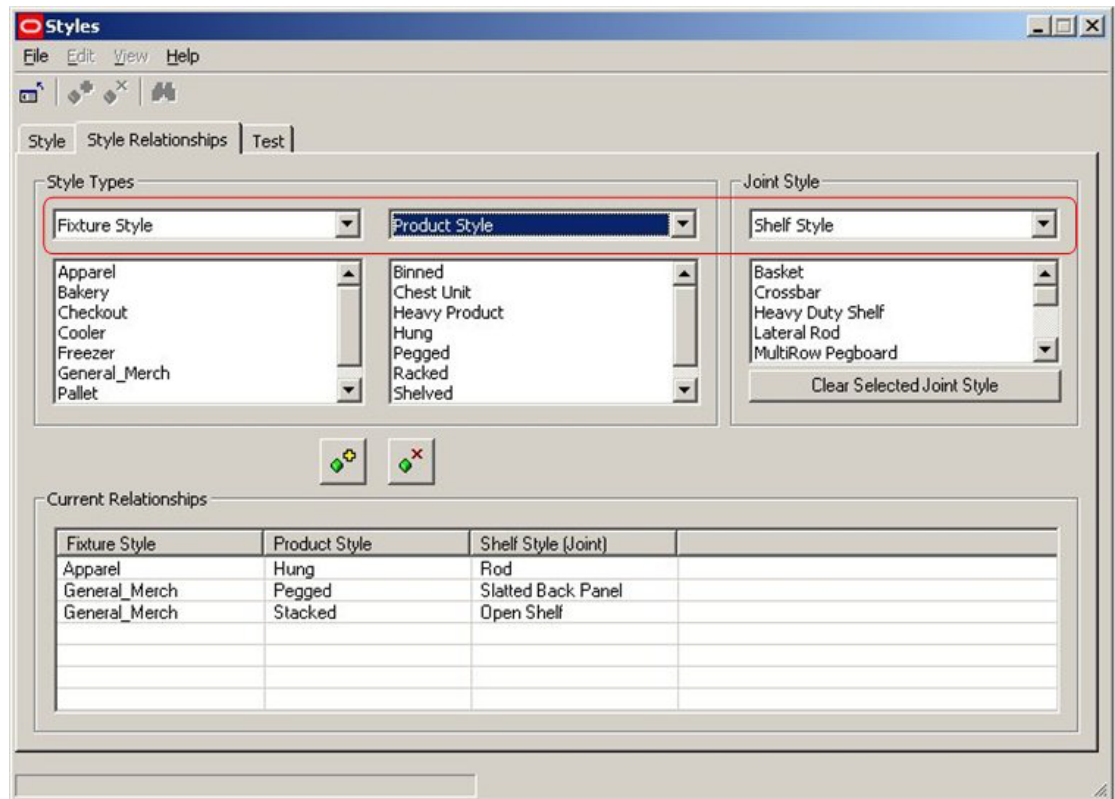 Styles
File Edit View Help
Style Style Relationships Test
Style Types
Joint Style
Fixture Style
Product Style
Shelf Style
Apparel
Bakery
Checkout
Cooler
Freezer
General_Merch
Pallet
Binned
Chest Unit
Heavy Product
Hung
Pegged
Racked
Shelved
Basket
Crossbar
Heavy Duty Shelf
Lateral Rod
MultiRow Pegboard
Clear Selected Joint Style
Current Relationships
Fixture Style Product Style Shelf Style (Joint)
Apparel Hung Rod
General_Merch Pegged Slatted Back Panel
General_Merch Stacked Open Shelf